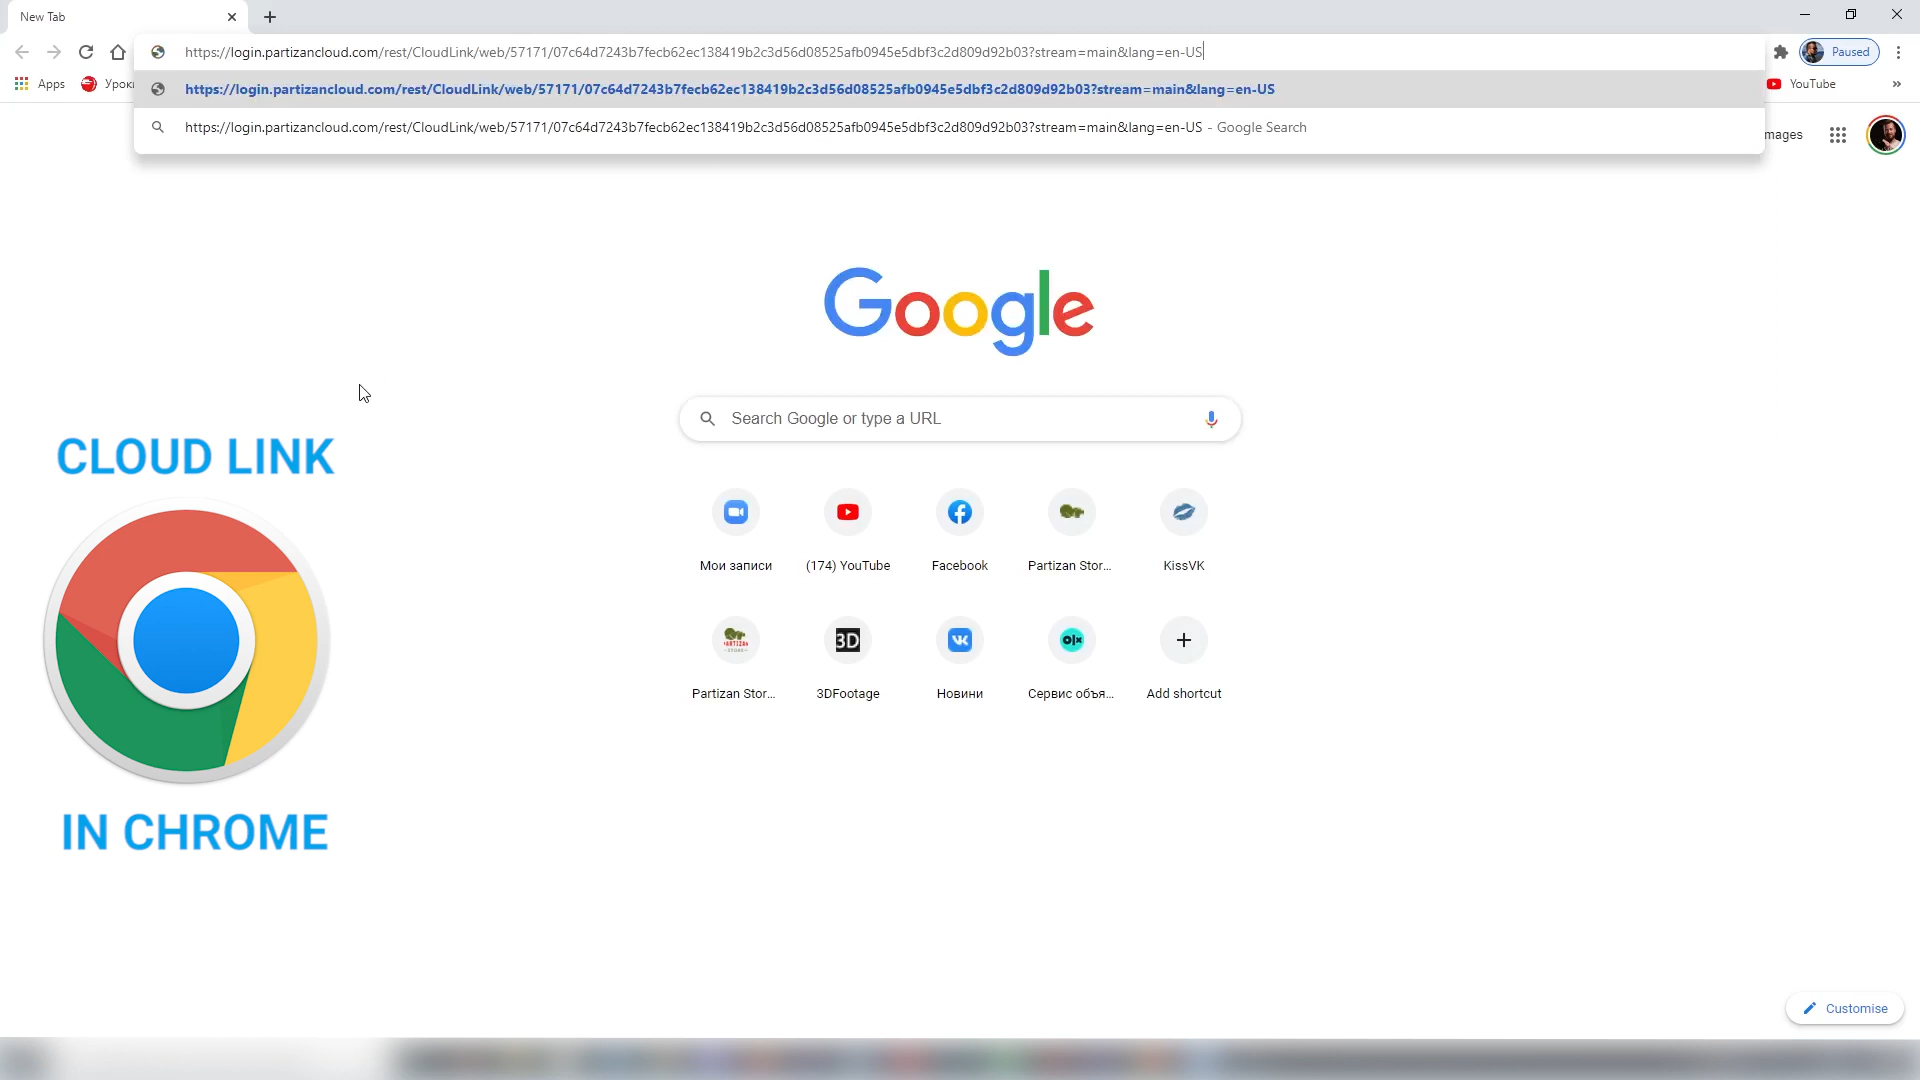 New Tab
https://login.partizancloud.com/rest/CloudLink/web/57171/07c64d7243b7fecb62ec138419b2c3d56d08525afb0945e5dbf3c2d809d92b03?stream=main&lang=en-US
Paused
Apps
Уроки
https://login.partizancloud.com/rest/CloudLink/web/57171/07c64d7243b7fecb62ec138419b2c3d56d08525afb0945e5dbf3c2d809d92b03?stream=main&lang=en-US
YouTube
https://login.partizancloud.com/rest/CloudLink/web/57171/07c64d7243b7fecb62ec138419b2c3d56d08525afb0945e5dbf3c2d809d92b03?stream=main&lang=en-US - Google Search
mages
Google
Search Google or type a URL
CLOUD LINK
Мои записи
(174) YouTube
Facebook
Partizan Stor...
KissVK
PARTIZAN
STORE
3D
olx
Partizan Stor...
3DFootage
Новини
Сервис объя...
Add shortcut
IN CHROME
Customise